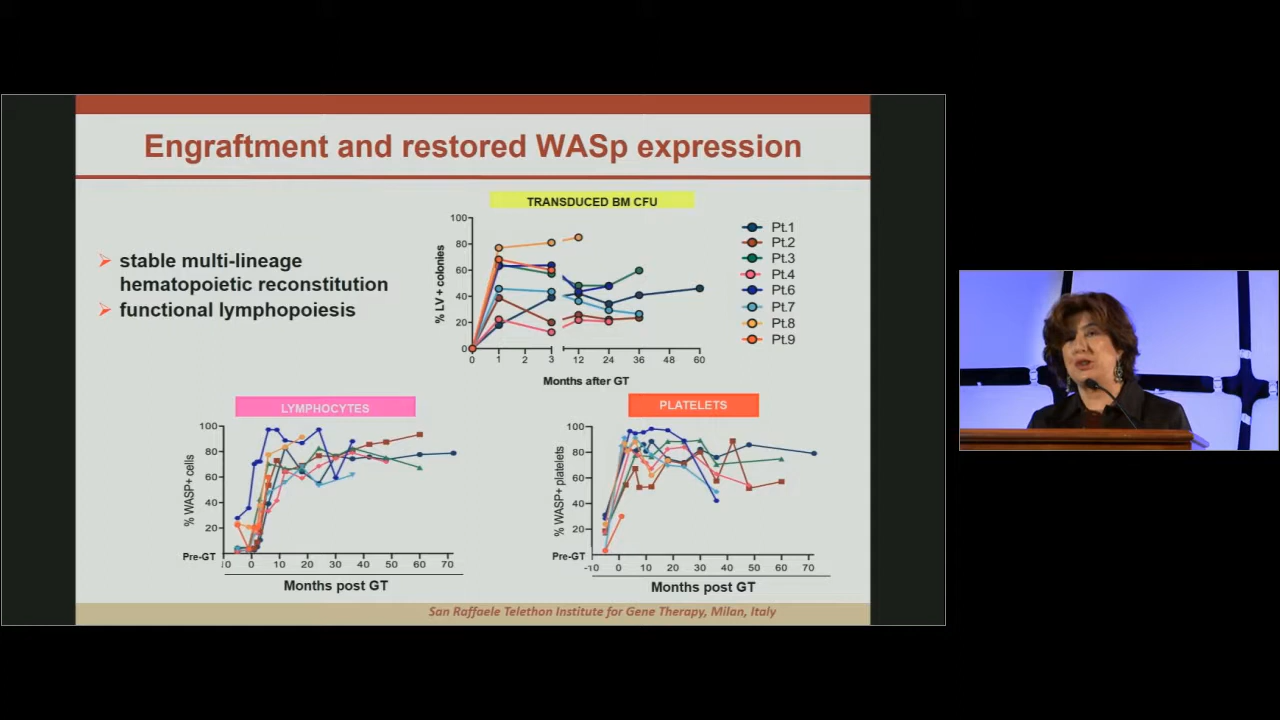 Engraftment and restored WASp expression
stable multi-lineage
hematopoietic reconstitution
functional lymphopoiesis
TRANSDUCED BM CFU
% LV + colonies
100
80
60
40
20
0
0 1 2 3 12 24 36 48 60
Months after GT
Pt.1
Pt.2
Pt.3
Pt.4
Pt.6
Pt.7
Pt.8
Pt.9
LYMPHOCYTES
% WASP+ cells
100
80
60
40
20
Pre-GT
0 10 20 30 40 50 60 70
Months post GT
PLATELETS
% WASP+ platelets
100
80
60
40
20
Pre-GT
-10 0 10 20 30 40 50 60 70
Months post GT
San Raffaele Telethon Institute for Gene Therapy, Milan, Italy